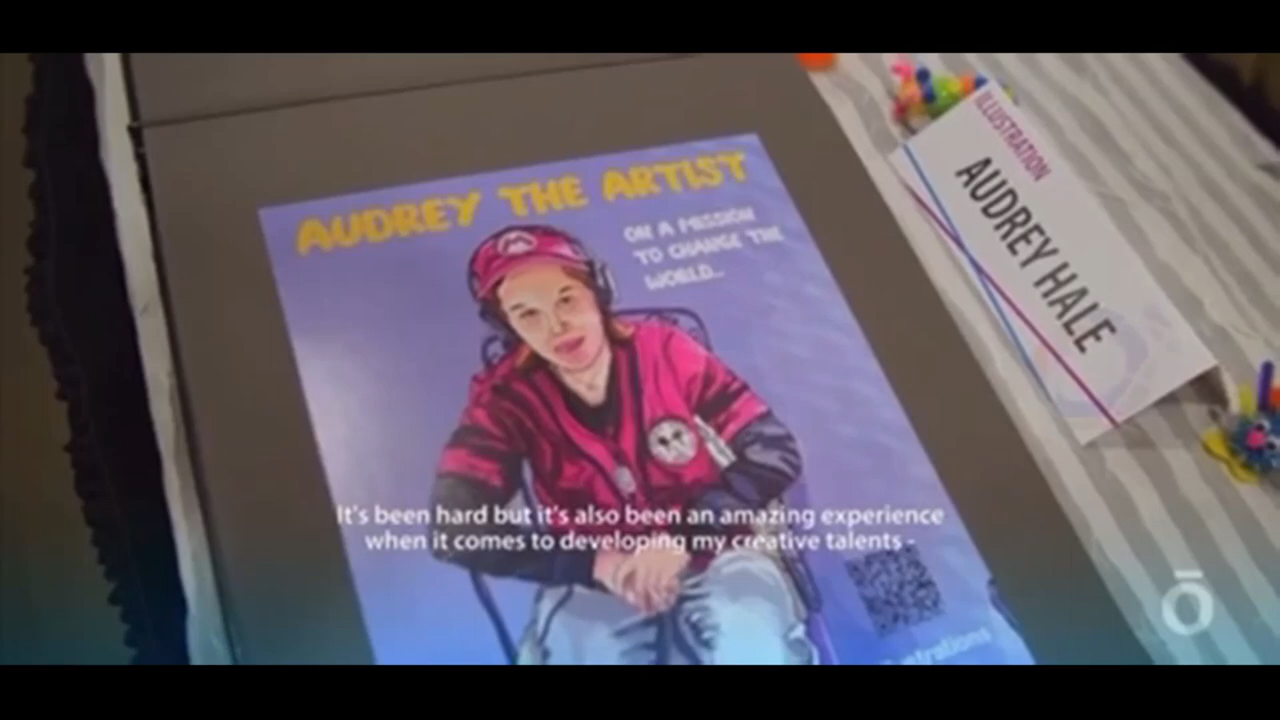 AUDREY THE ARTIST
ON A MISSION
TO CHANGE THE
WORLD...
ILLUSTRATION
AUDREY HALE
It's been hard but it's also been an amazing experience
when it comes to developing my creative talents -
Ō